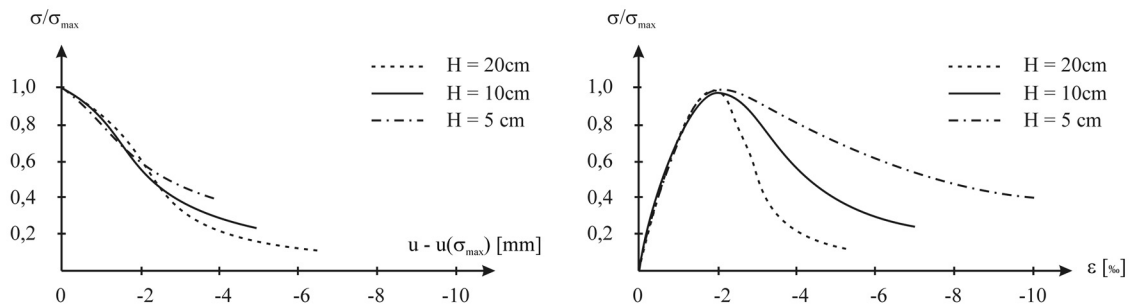 σ/σmax
H = 20cm
H = 10cm
H = 5 cm
1,0
0,8
0,6
0,4
0,2
u - u(σmax) [mm]
0 -2 -4 -6 -8 -10
σ/σmax
H = 20cm
H = 10cm
H = 5 cm
1,0
0,8
0,6
0,4
0,2
ε [‰]
0 -2 -4 -6 -8 -10